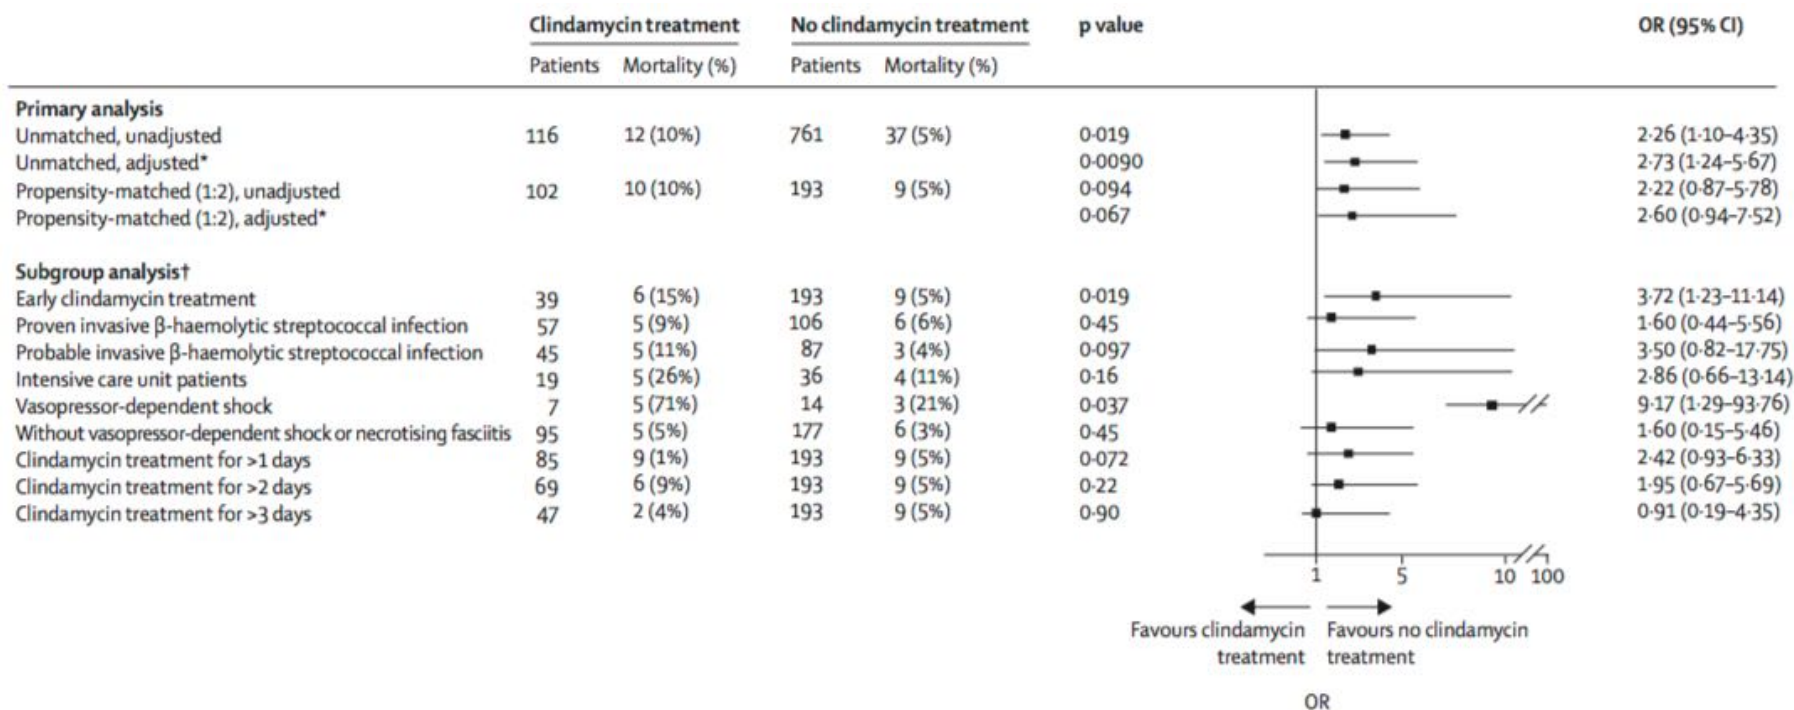 Clindamycin treatment No clindamycin treatment p value OR (95% CI)
Patients Mortality (%) Patients Mortality (%)
Primary analysis
Unmatched, unadjusted 116 12 (10%) 761 37 (5%) 0·019 2·26 (1·10–4·35)
Unmatched, adjusted* 0·0090 2·73 (1·24–5·67)
Propensity-matched (1:2), unadjusted 102 10 (10%) 193 9 (5%) 0·094 2·22 (0·87–5·78)
Propensity-matched (1:2), adjusted* 0·067 2·60 (0·94–7·52)
Subgroup analysis†
Early clindamycin treatment 39 6 (15%) 193 9 (5%) 0·019 3·72 (1·23–11·14)
Proven invasive β-haemolytic streptococcal infection 57 5 (9%) 106 6 (6%) 0·45 1·60 (0·44–5·56)
Probable invasive β-haemolytic streptococcal infection 45 5 (11%) 87 3 (4%) 0·097 3·50 (0·82–17·75)
Intensive care unit patients 19 5 (26%) 36 4 (11%) 0·16 2·86 (0·66–13·14)
Vasopressor-dependent shock 7 5 (71%) 14 3 (21%) 0·037 9·17 (1·29–93·76)
Without vasopressor-dependent shock or necrotising fasciitis 95 5 (5%) 177 6 (3%) 0·45 1·60 (0·15–5·46)
Clindamycin treatment for >1 days 85 9 (1%) 193 9 (5%) 0·072 2·42 (0·93–6·33)
Clindamycin treatment for >2 days 69 6 (9%) 193 9 (5%) 0·22 1·95 (0·67–5·69)
Clindamycin treatment for >3 days 47 2 (4%) 193 9 (5%) 0·90 0·91 (0·19–4·35)
1 5 10 100
Favours clindamycin Favours no clindamycin
treatment treatment
OR